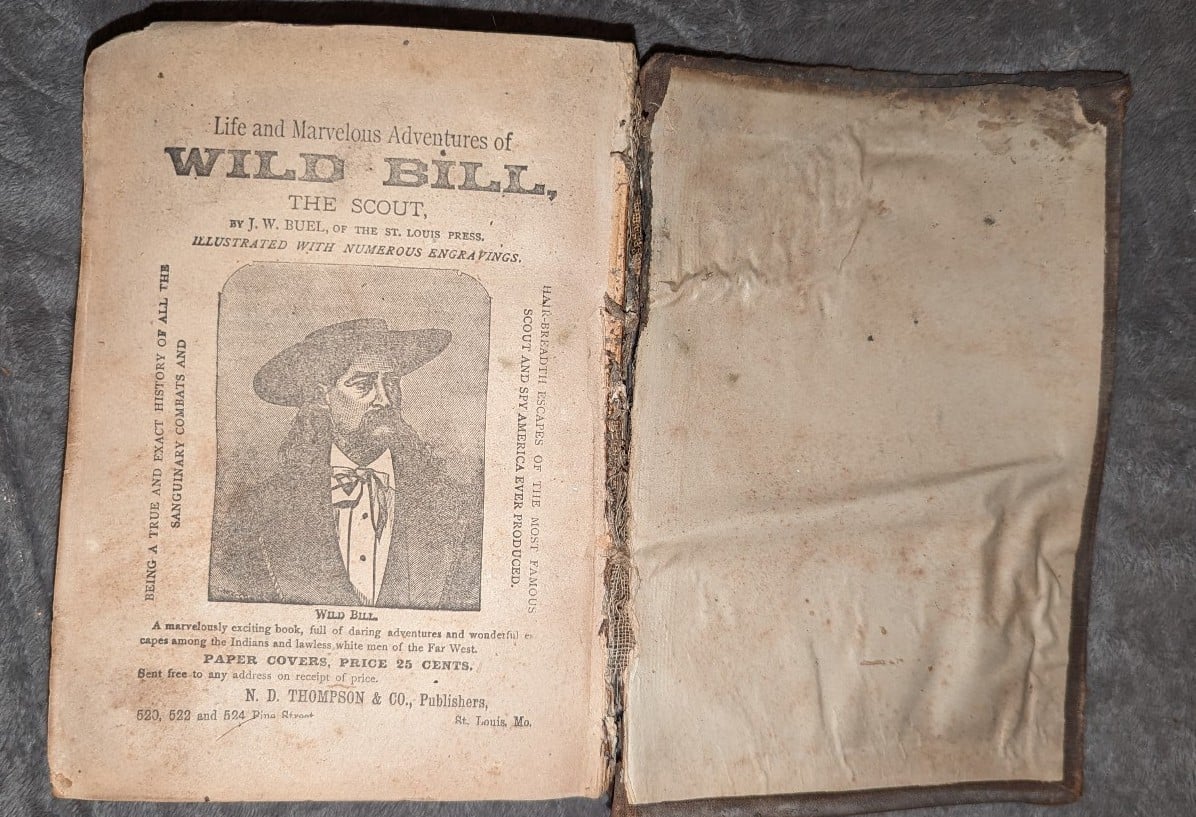 Life and Marvelous Adventures of
WILD BILL,
THE SCOUT,
BY J. W. BUEL, OF THE ST. LOUIS PRESS.
ILLUSTRATED WITH NUMEROUS ENGRAVINGS.
BEING A TRUE AND EXACT HISTORY OF ALL THE
SANGUINARY COMBATS AND
HAIR-BREADTH ESCAPES OF THE MOST FAMOUS
SCOUT AND SPY AMERICA EVER PRODUCED.
WILD BILL.
A marvelously exciting book, full of daring adventures and wonderful es
capes among the Indians and lawless white men of the Far West.
PAPER COVERS, PRICE 25 CENTS.
Sent free to any address on receipt of price.
N. D. THOMPSON & CO., Publishers,
520, 522 and 524 Pine Street St. Louis, Mo.